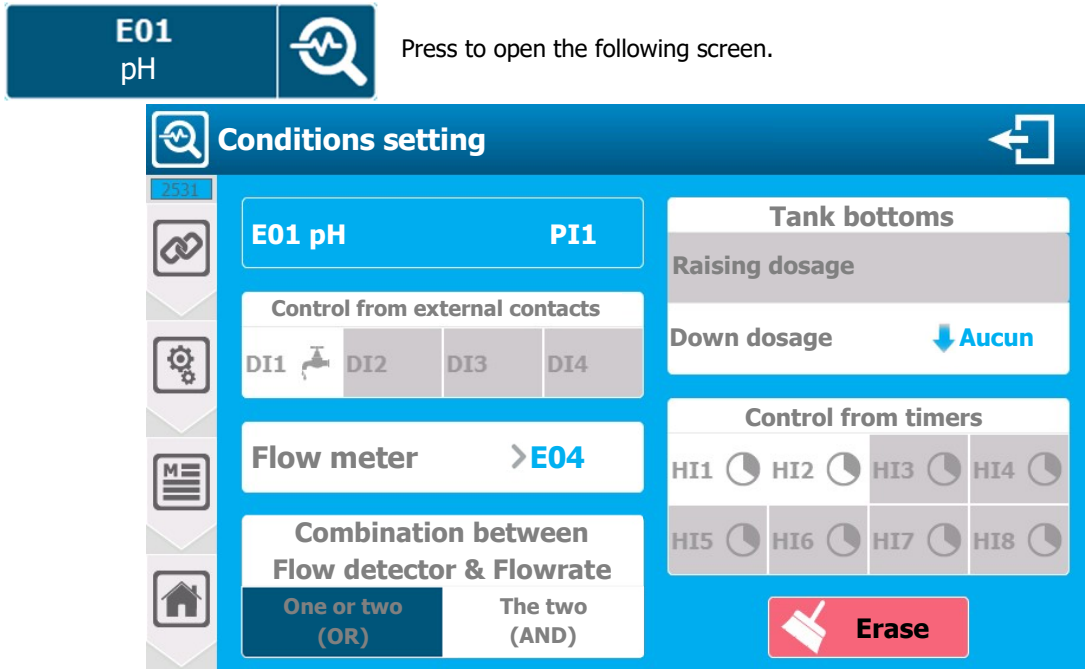 E01
pH
Press to open the following screen.
Conditions setting
2531
E01 pH PI1
Control from external contacts
DI1 DI2 DI3 DI4
Flow meter >E04
Combination between
Flow detector & Flowrate
One or two
(OR)
The two
(AND)
Tank bottoms
Raising dosage
Down dosage Aucun
Control from timers
HI1 HI2 HI3 HI4
HI5 HI6 HI7 HI8
Erase
M